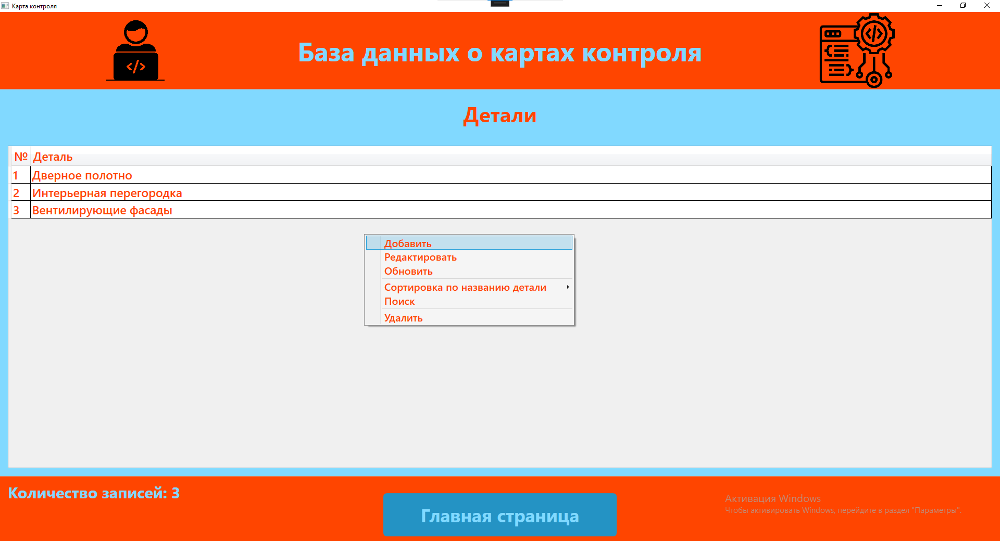 Карта контроля
База данных о картах контроля
Детали
№ Деталь
1 Дверное полотно
2 Интерьерная перегородка
3 Вентилирующие фасады
Добавить
Редактировать
Обновить
Сортировка по названию детали
Поиск
Удалить
Количество записей: 3
Главная страница
Активация Windows
Чтобы активировать Windows, перейдите в раздел "Параметры".